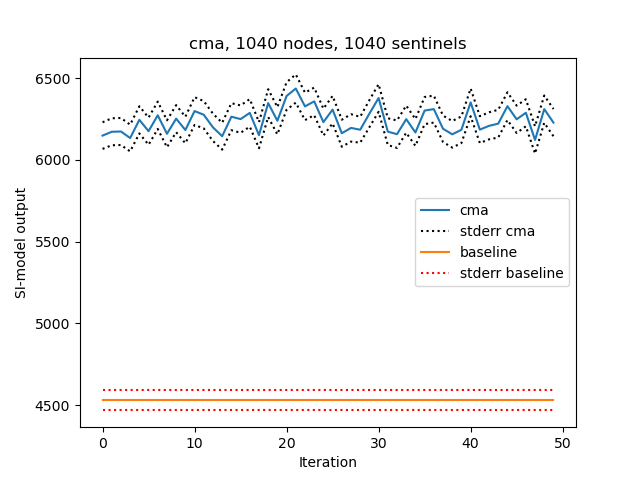 cma, 1040 nodes, 1040 sentinels
SI-model output
6500
6000
5500
5000
4500
cma
stderr cma
baseline
stderr baseline
0 10 20 30 40 50
Iteration